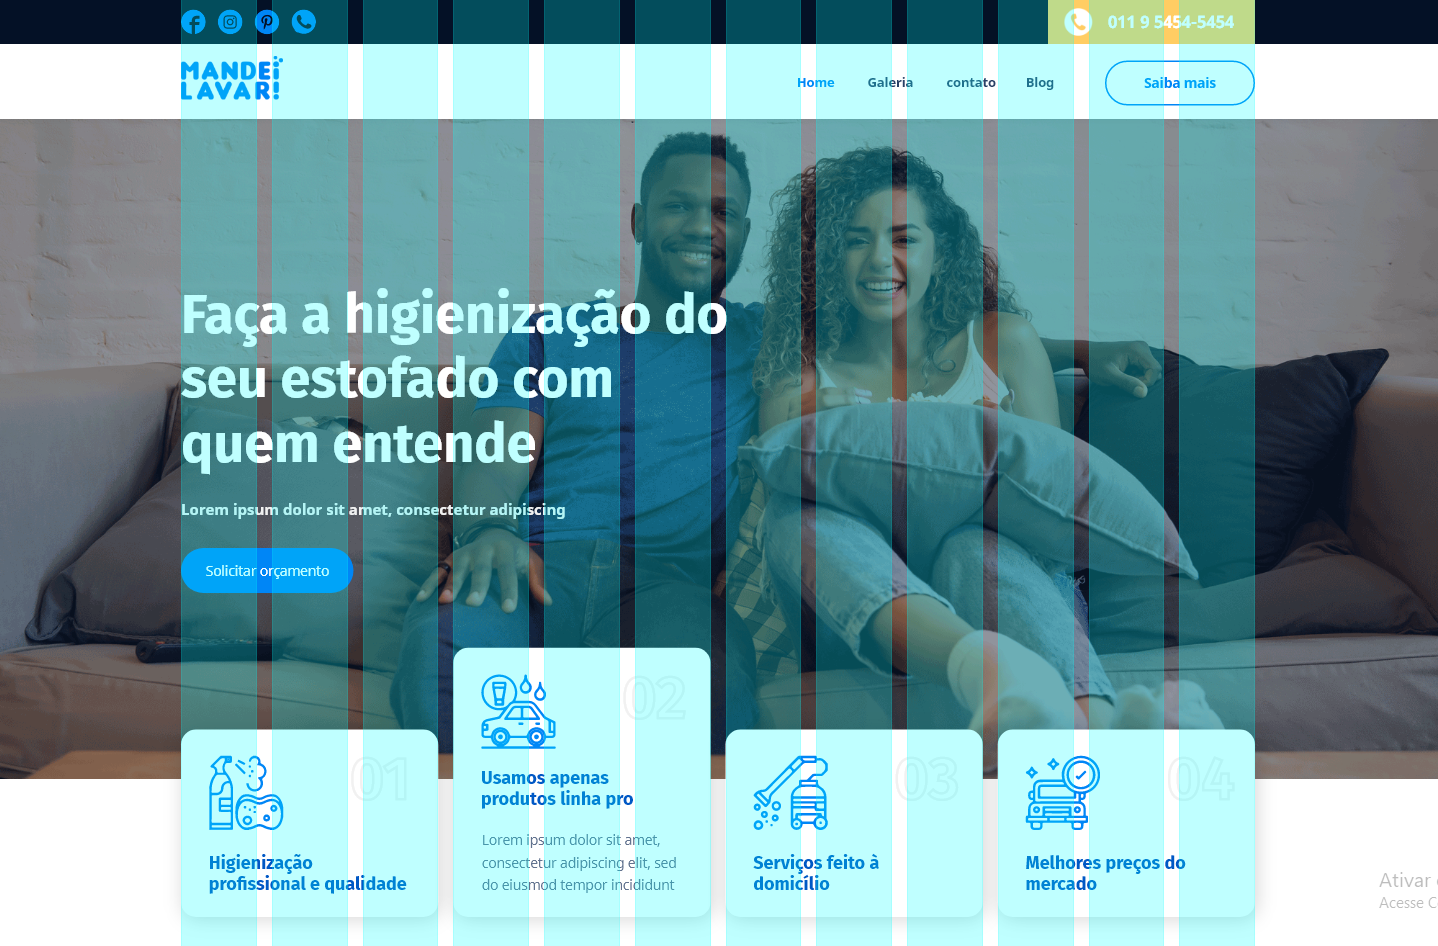 011 9 5454-5454
MANDEi
LAVAR!
Home
Galeria
contato
Blog
Saiba mais
Faça a higienização do
seu estofado com
quem entende
Lorem ipsum dolor sit amet, consectetur adipiscing
Solicitar orçamento
01
Higienização
profissional e qualidade
02
Usamos apenas
produtos linha pro
Lorem ipsum dolor sit amet,
consectetur adipiscing elit, sed
do eiusmod tempor incididunt
03
Serviços feito à
domicílio
04
Melhores preços do
mercado
Ativar
Acesse